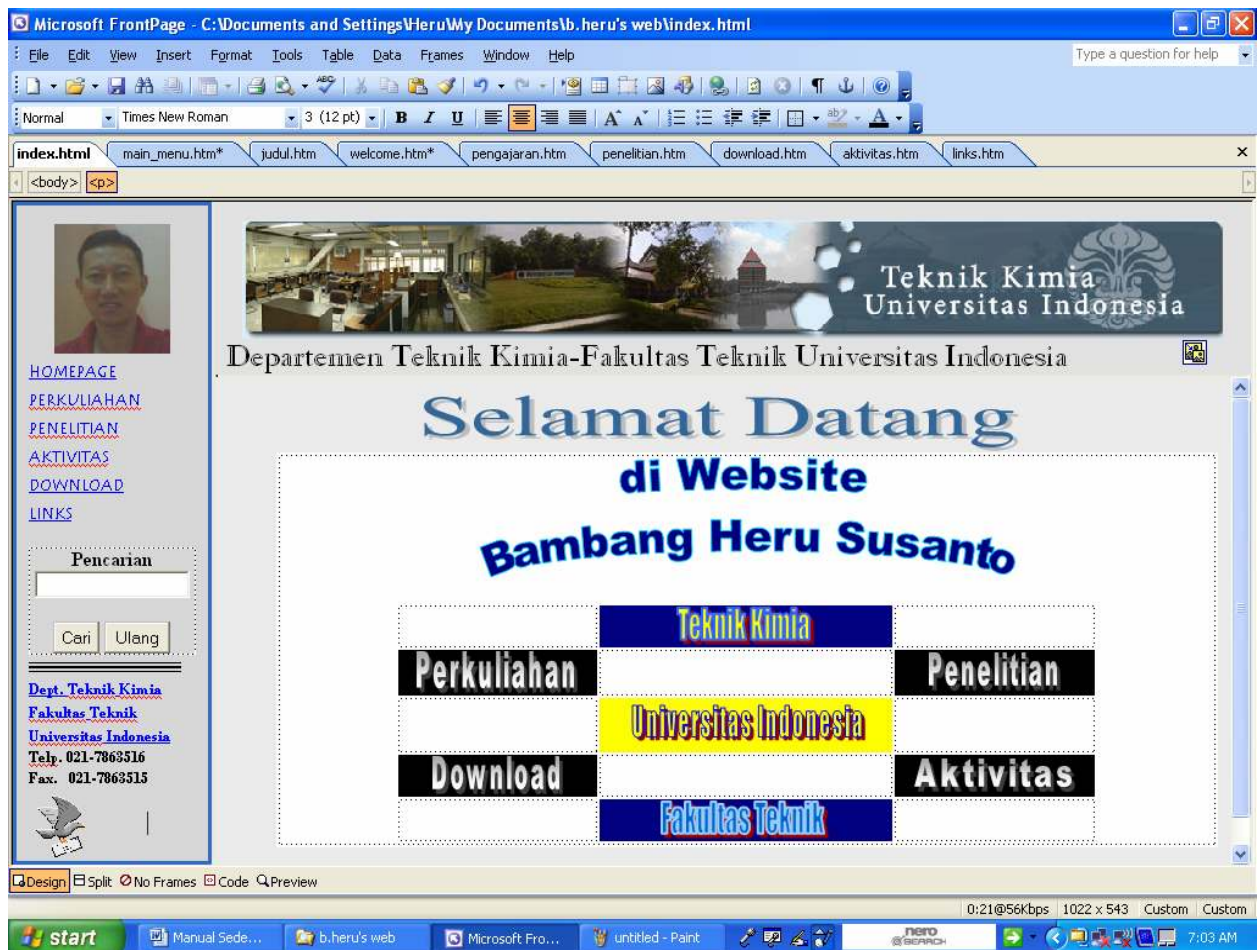 Microsoft FrontPage - C:\Documents and Settings\Heru\My Documents\b.heru's web\index.html
File Edit View Insert Format Tools Table Data Frames Window Help
Type a question for help
Normal Times New Roman 3 (12 pt) B I U
index.html main_menu.htm* judul.htm welcome.htm* pengajaran.htm penelitian.htm download.htm aktivitas.htm links.htm
<body> <p>
Teknik Kimia
Universitas Indonesia
Departemen Teknik Kimia-Fakultas Teknik Universitas Indonesia
HOMEPAGE
PERKULIAHAN
PENELITIAN
AKTIVITAS
DOWNLOAD
LINKS
Pencarian
Cari Ulang
Dept. Teknik Kimia
Fakultas Teknik
Universitas Indonesia
Telp. 021-7863516
Fax. 021-7863515
Selamat Datang
di Website
Bambang Heru Susanto
Teknik Kimia
Perkuliahan Penelitian
Universitas Indonesia
Download Aktivitas
Fakultas Teknik
Design Split No Frames Code Preview
0:21@56Kbps 1022 x 543 Custom Custom
start Manual Sede... b.heru's web Microsoft Fro... untitled - Paint nero SEARCH 7:03 AM